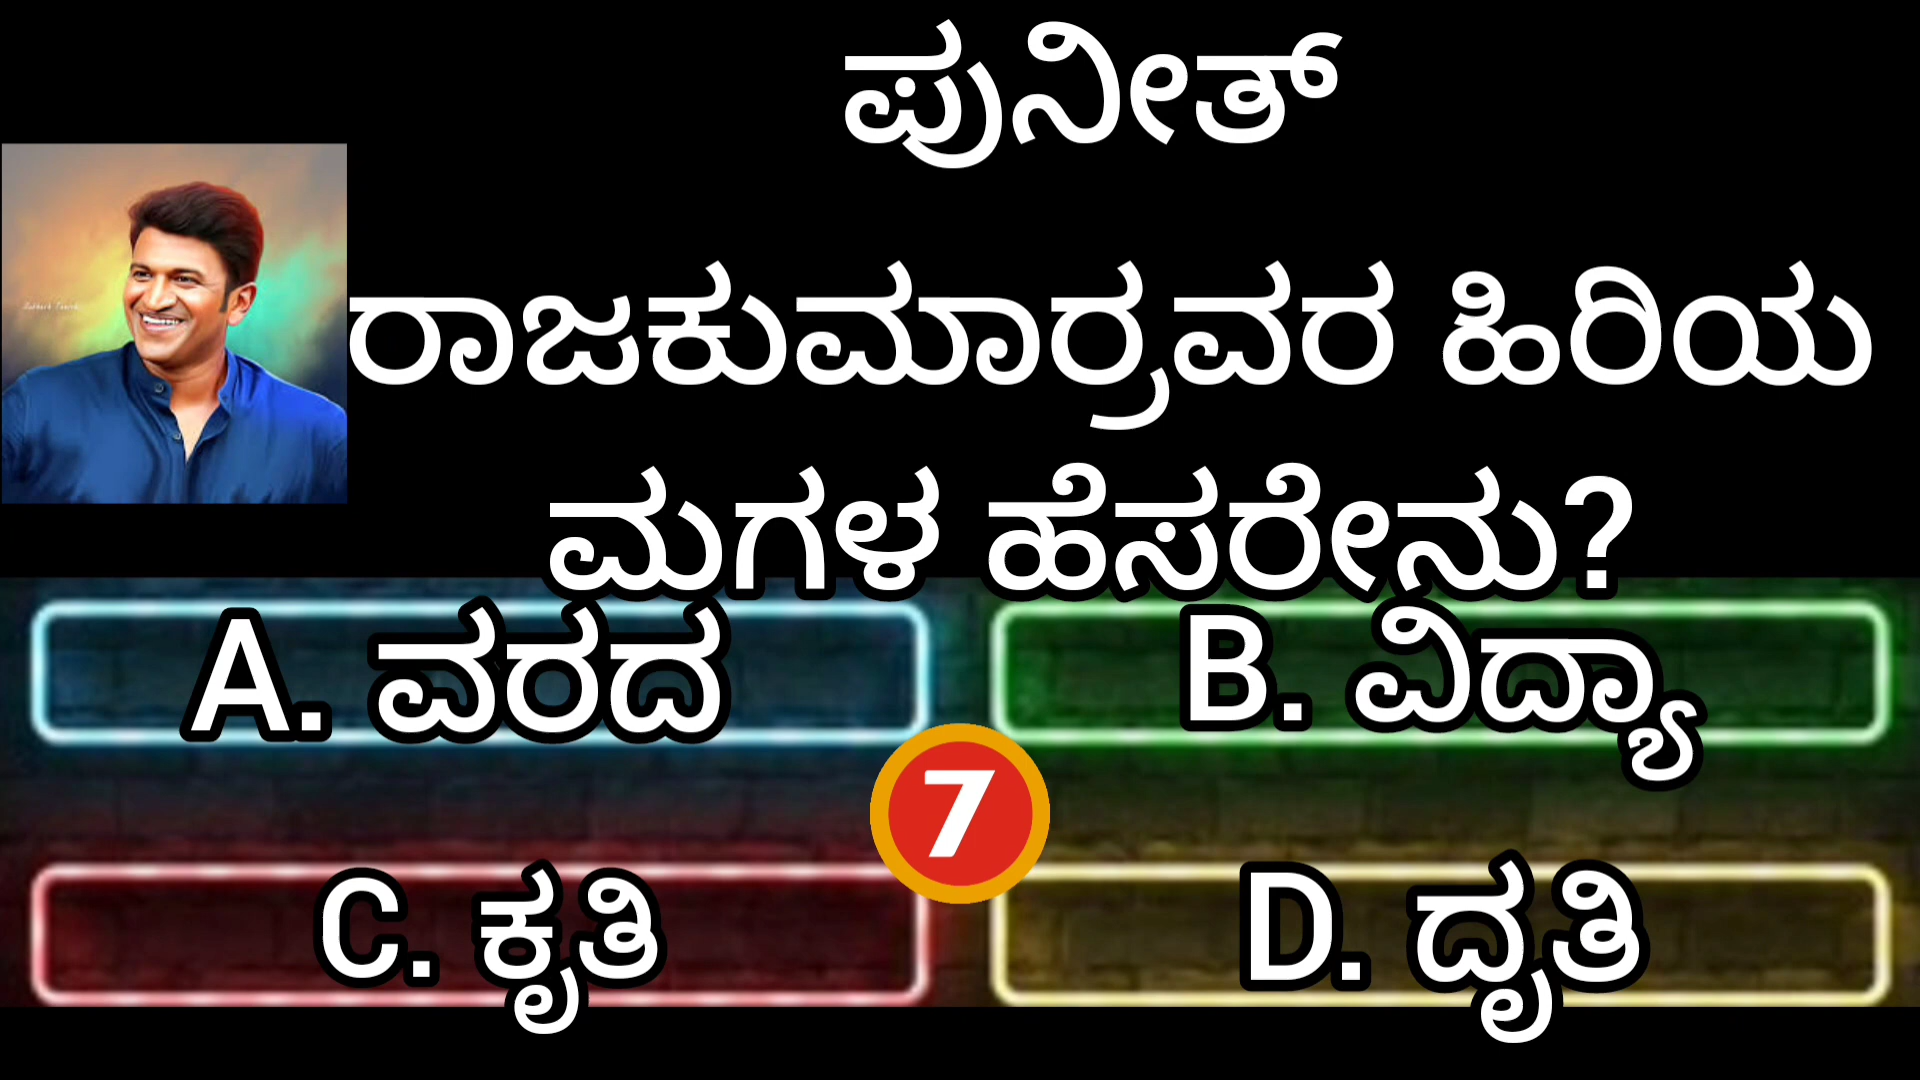 ಪುನೀತ್
ರಾಜಕುಮಾರ್ರವರ ಹಿರಿಯ
ಮಗಳ ಹೆಸರೇನು?
A. ವರದ
B. ವಿದ್ಯಾ
7
C. ಕೃತಿ
D. ದೃತಿ